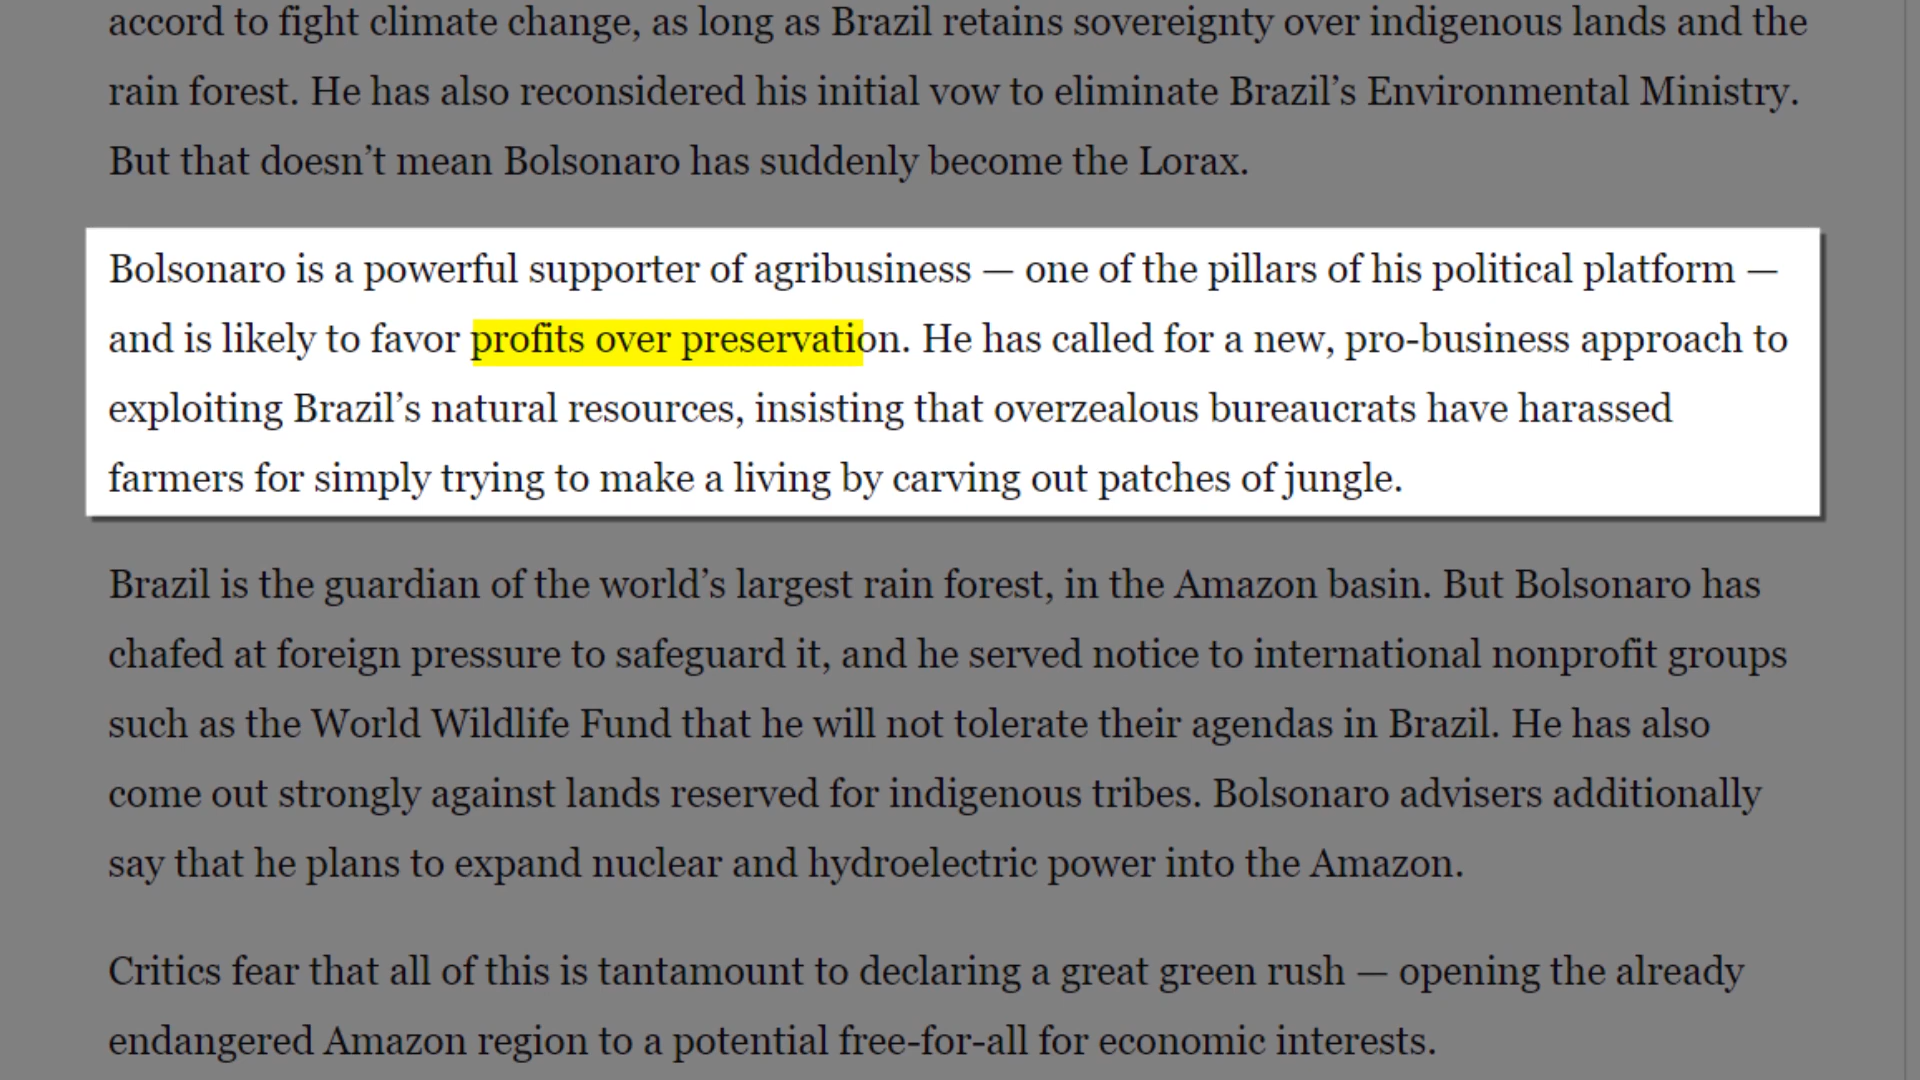 accord to fight climate change, as long as Brazil retains sovereignty over indigenous lands and the
rain forest. He has also reconsidered his initial vow to eliminate Brazil’s Environmental Ministry.
But that doesn’t mean Bolsonaro has suddenly become the Lorax.
Bolsonaro is a powerful supporter of agribusiness — one of the pillars of his political platform —
and is likely to favor profits over preservation. He has called for a new, pro-business approach to
exploiting Brazil’s natural resources, insisting that overzealous bureaucrats have harassed
farmers for simply trying to make a living by carving out patches of jungle.
Brazil is the guardian of the world’s largest rain forest, in the Amazon basin. But Bolsonaro has
chafed at foreign pressure to safeguard it, and he served notice to international nonprofit groups
such as the World Wildlife Fund that he will not tolerate their agendas in Brazil. He has also
come out strongly against lands reserved for indigenous tribes. Bolsonaro advisers additionally
say that he plans to expand nuclear and hydroelectric power into the Amazon.
Critics fear that all of this is tantamount to declaring a great green rush — opening the already
endangered Amazon region to a potential free-for-all for economic interests.